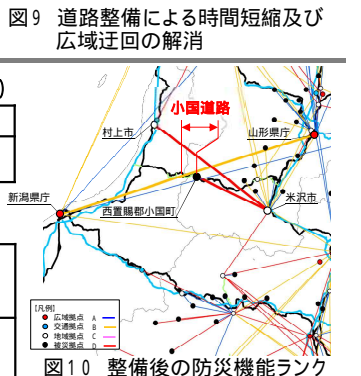 図9 道路整備による時間短縮及び
広域迂回の解消
)
小国道路
村上市
山形県庁
新潟県庁
西置賜郡小国町
米沢市
[凡例]
広域拠点 A
交通拠点 B
地域拠点 C
被災拠点 D
図10 整備後の防災機能ランク